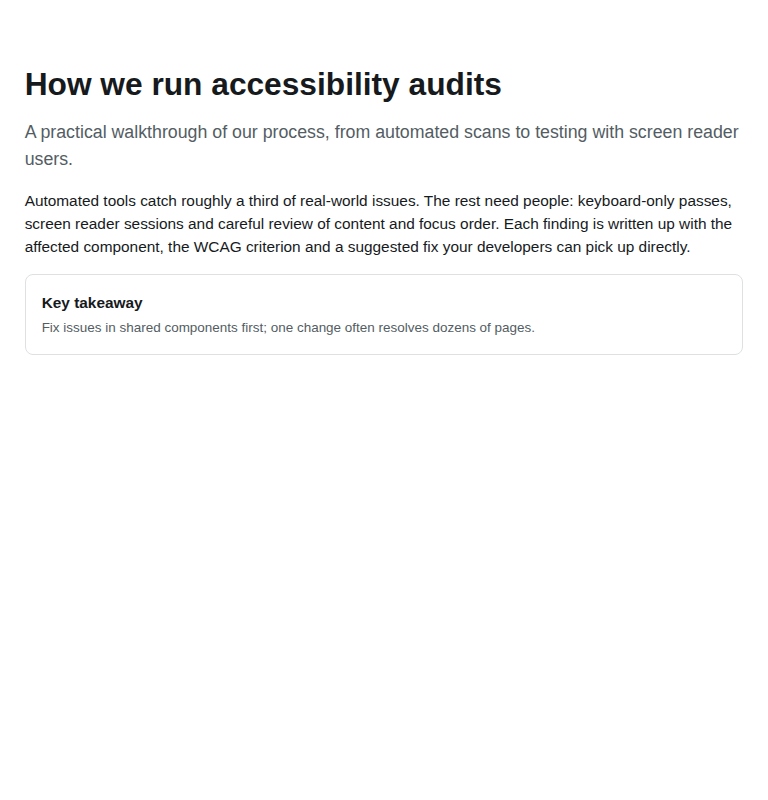 How we run accessibility audits
A practical walkthrough of our process, from automated scans to testing with screen reader
users.
Automated tools catch roughly a third of real-world issues. The rest need people: keyboard-only passes,
screen reader sessions and careful review of content and focus order. Each finding is written up with the
affected component, the WCAG criterion and a suggested fix your developers can pick up directly.
Key takeaway
Fix issues in shared components first; one change often resolves dozens of pages.